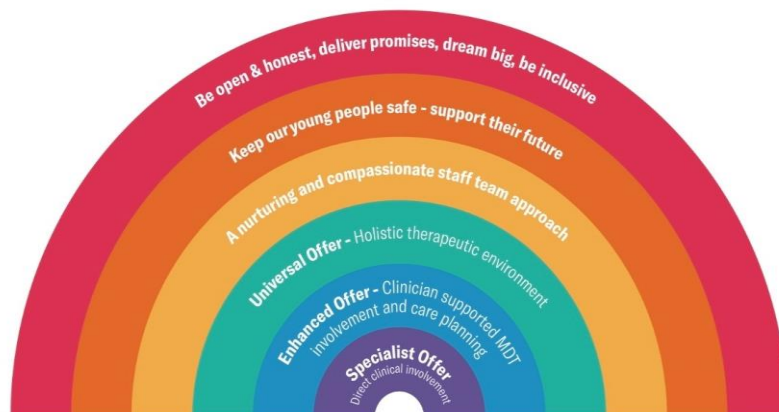 Be open & honest, deliver promises, dream big, be inclusive
Keep our young people safe - support their future
A nurturing and compassionate staff team approach
Universal Offer - Holistic therapeutic environment
Enhanced Offer - Clinician supported MDT
involvement and care planning
Specialist Offer
Direct clinical involvement